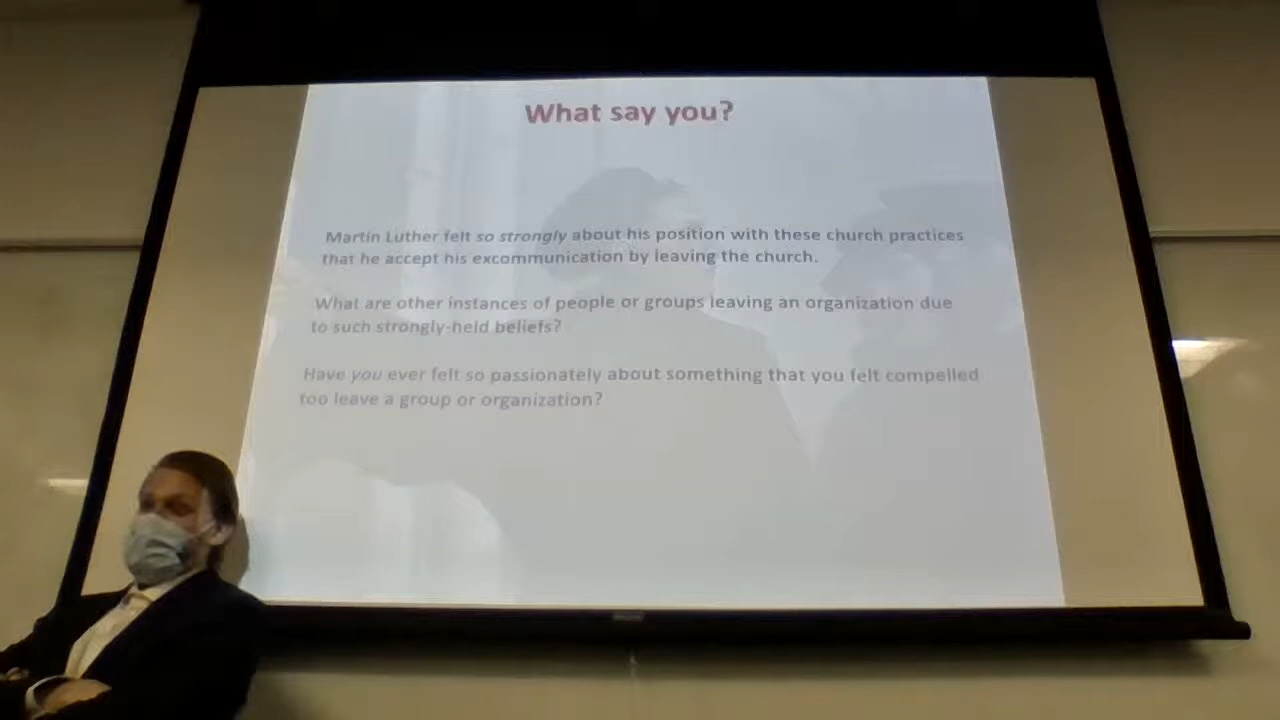 What say you?
Martin Luther felt so strongly about his position with these church practices
that he accept his excommunication by leaving the church.
What are other instances of people or groups leaving an organization due
to such strongly-held beliefs?
Have you ever felt so passionately about something that you felt compelled
too leave a group or organization?